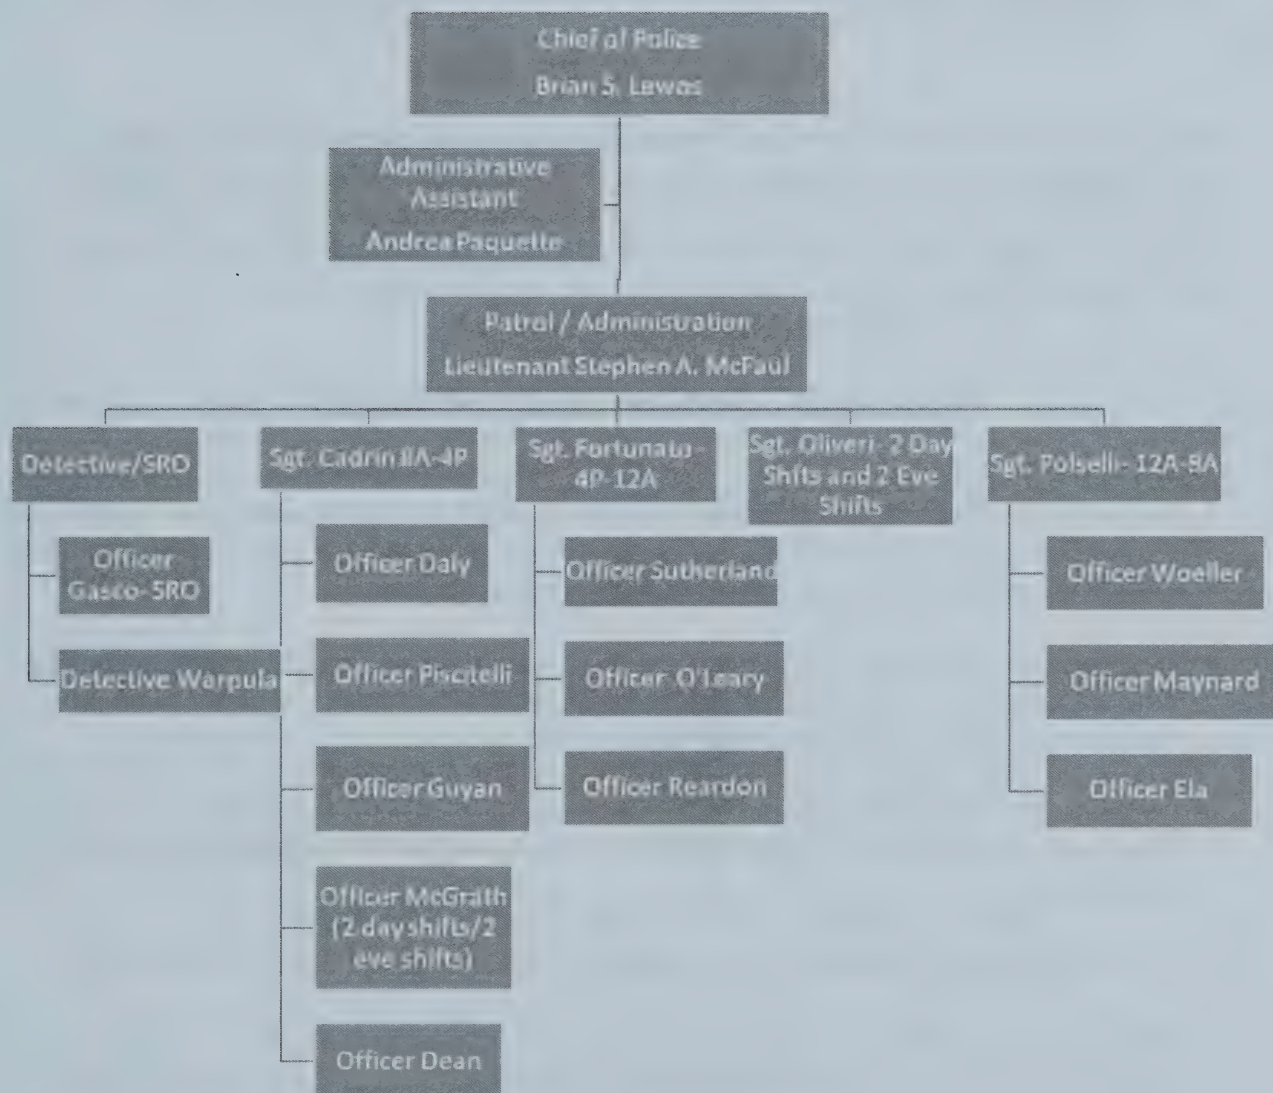 Chief of Police
Brian S. Lewis
Administrative
Assistant
Andrea Paquette
Patrol / Administration
Lieutenant Stephen A. McFaul
Detective/SRO
Officer
Gasco-SRO
Detective Warpula
Sgt. Cadrin 8A-4P
Officer Daly
Officer Piscitelli
Officer Guyan
Officer McGrath
(2 day shifts/2
eve shifts)
Officer Dean
Sgt. Fortunato-
4P-12A
Officer Sutherland
Officer O'Leary
Officer Reardon
Sgt. Oliveri- 2 Day
Shfts and 2 Eve
Shifts
Sgt. Polselli- 12A-8A
Officer Woeller
Officer Maynard
Officer Ela